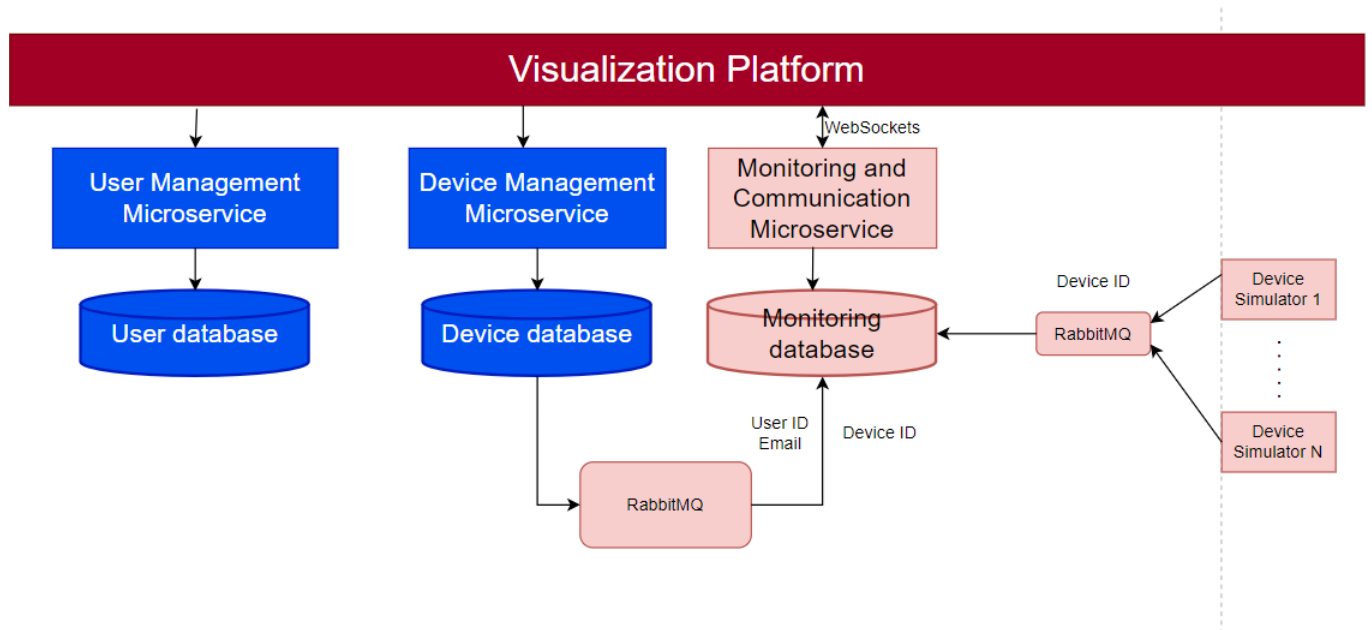 Visualization Platform
WebSockets
User Management
Microservice
Device Management
Microservice
Monitoring and
Communication
Microservice
User database
Device database
Monitoring
database
Device ID
RabbitMQ
Device
Simulator 1
Device
Simulator N
User ID
Email
Device ID
RabbitMQ